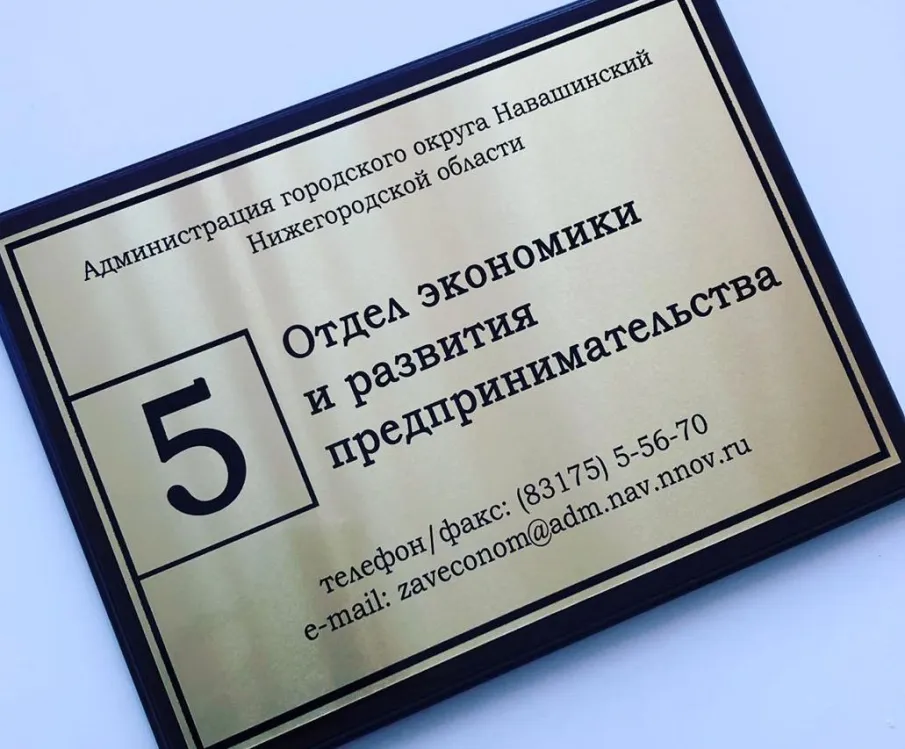 Администрация городского округа Навашинский
Нижегородской области
5
Отдел экономики
и развития
предпринимательства
телефон/факс: (83175) 5-56-70
e-mail: zaveconom@adm.nav.nnov.ru